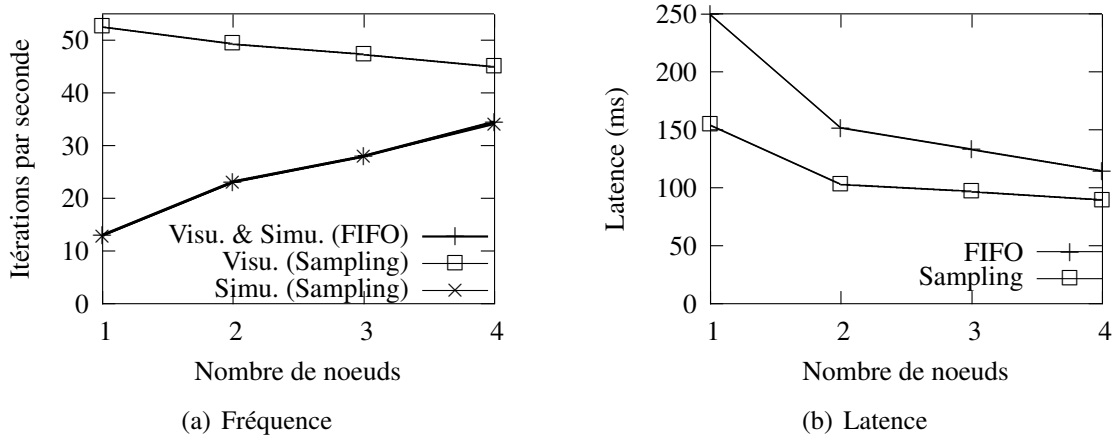 50
40
30
20
10
0
Itérations par seconde
Visu. & Simu. (FIFO)
Visu. (Sampling)
Simu. (Sampling)
1 2 3 4
Nombre de noeuds
(a) Fréquence
250
200
150
100
50
0
Latence (ms)
FIFO
Sampling
1 2 3 4
Nombre de noeuds
(b) Latence